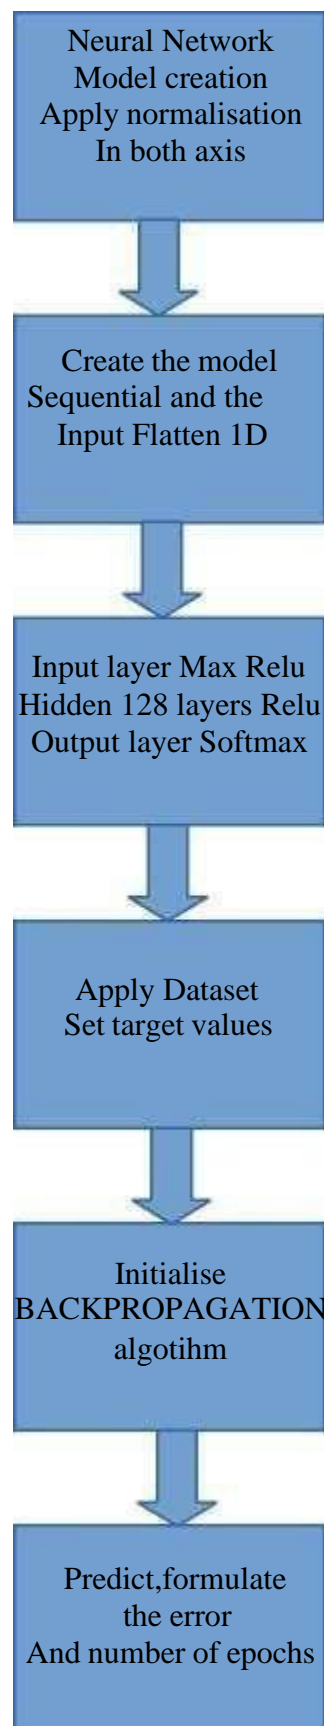 Neural Network
Model creation
Apply normalisation
In both axis
Create the model
Sequential and the
Input Flatten 1D
Input layer Max Relu
Hidden 128 layers Relu
Output layer Softmax
Apply Dataset
Set target values
Initialise
BACKPROPAGATION
algotihm
Predict,formulate
the error
And number of epochs